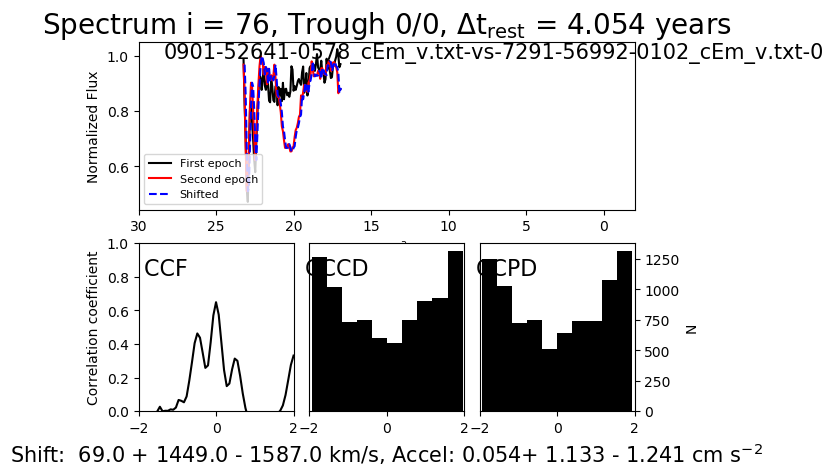 Spectrum i = 76, Trough 0/0, Δt_rest = 4.054 years
0901-52641-0578_cEm_v.txt-vs-7291-56992-0102_cEm_v.txt-0
Normalized Flux
1.0
0.8
0.6
First epoch
Second epoch
Shifted
30 25 20 15 10 5 0
Correlation coefficient
1.0
0.8
0.6
0.4
0.2
0.0
CCF
CCCD
CCPD
1250
1000
750
500
250
0
N
−2 0 2
−2 0 2
−2 0 2
Shift: 69.0 + 1449.0 - 1587.0 km/s, Accel: 0.054+ 1.133 - 1.241 cm s⁻²